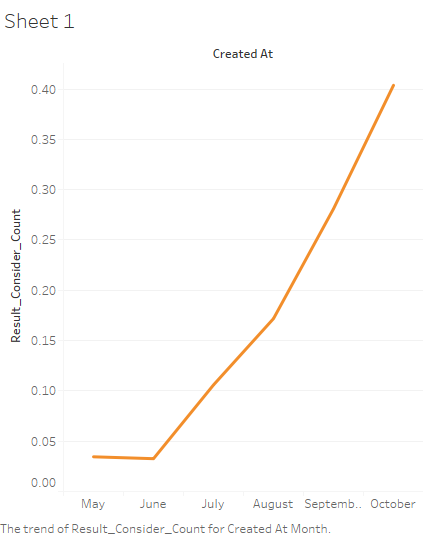 Sheet 1
Created At
Result_Consider_Count
0.40
0.35
0.30
0.25
0.20
0.15
0.10
0.05
0.00
May June July August Septemb.. October
The trend of Result_Consider_Count for Created At Month.